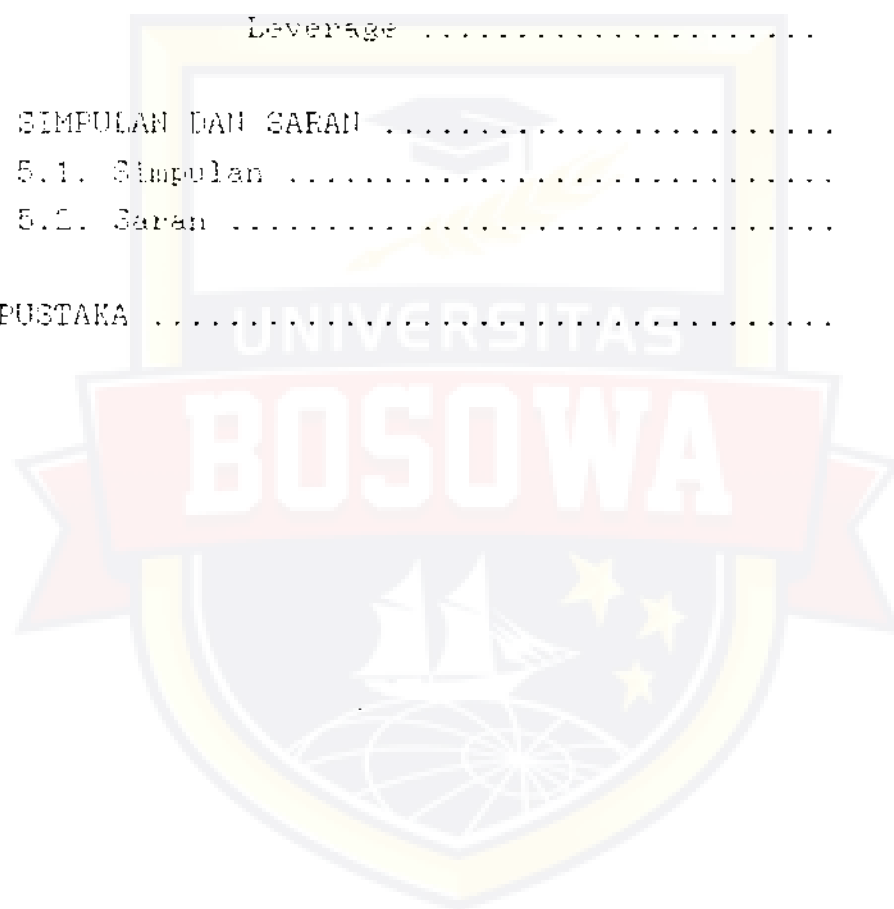 Leverage ......................
SIMPULAN DAN SARAN ........................
5.1. Simpulan .............................
5.2. Saran ................................
PUSTAKA ....................................
UNIVERSITAS
BOSOWA